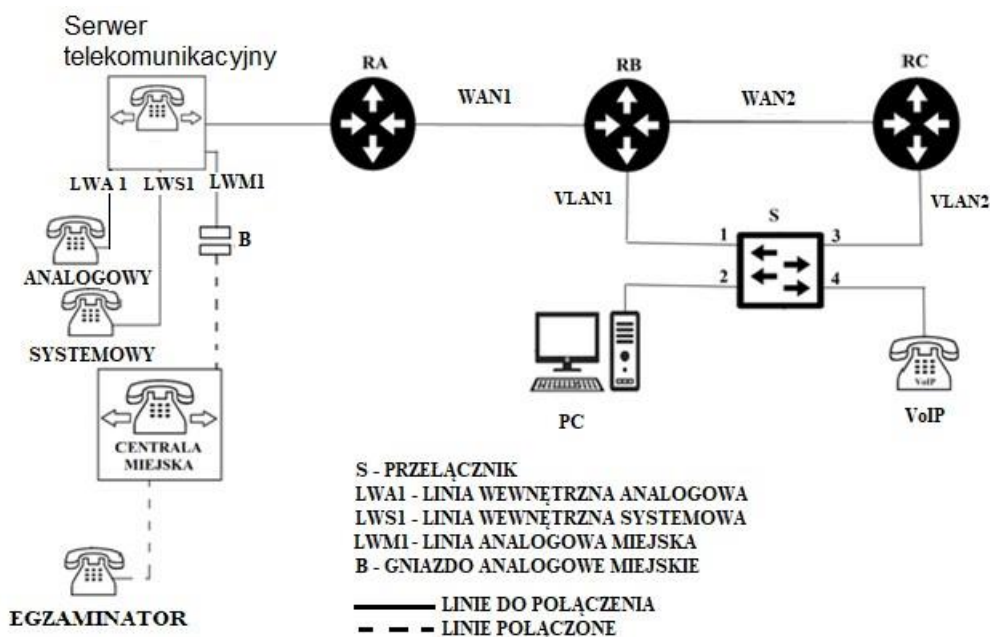 Serwer
telekomunikacyjny
RA
RB
RC
WAN1
WAN2
LWA 1
LWS1
LWM1
VLAN1
VLAN2
S
1
3
2
4
B
ANALOGOWY
SYSTEMOWY
CENTRALA
MIEJSKA
PC
VoIP
VoIP
S - PRZEŁĄCZNIK
LWA1 - LINIA WEWNĘTRZNA ANALOGOWA
LWS1 - LINIA WEWNĘTRZNA SYSTEMOWA
LWM1 - LINIA ANALOGOWA MIEJSKA
B - GNIAZDO ANALOGOWE MIEJSKIE
LINIE DO POŁĄCZENIA
LINIE POŁĄCZONE
EGZAMINATOR